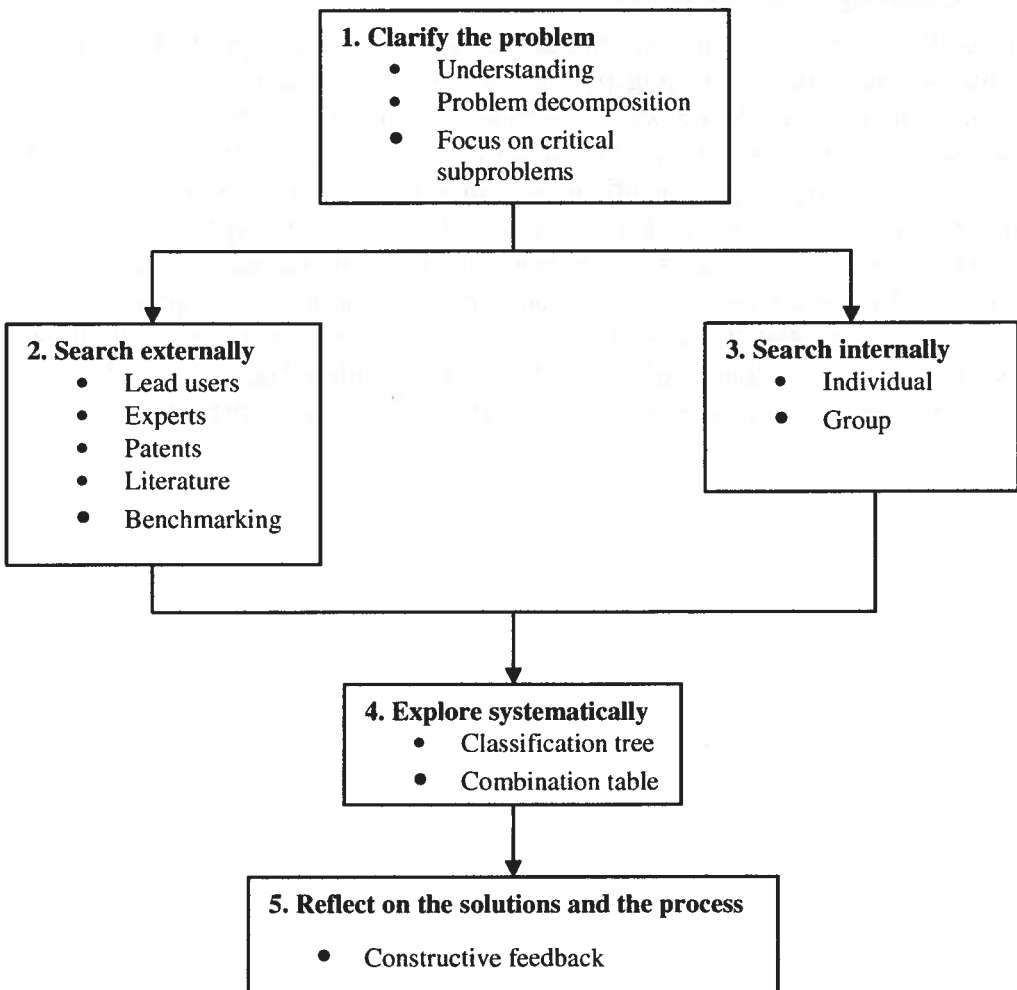 1. Clarify the problem
• Understanding
• Problem decomposition
• Focus on critical
subproblems
2. Search externally
• Lead users
• Experts
• Patents
• Literature
• Benchmarking
3. Search internally
• Individual
• Group
4. Explore systematically
• Classification tree
• Combination table
5. Reflect on the solutions and the process
• Constructive feedback